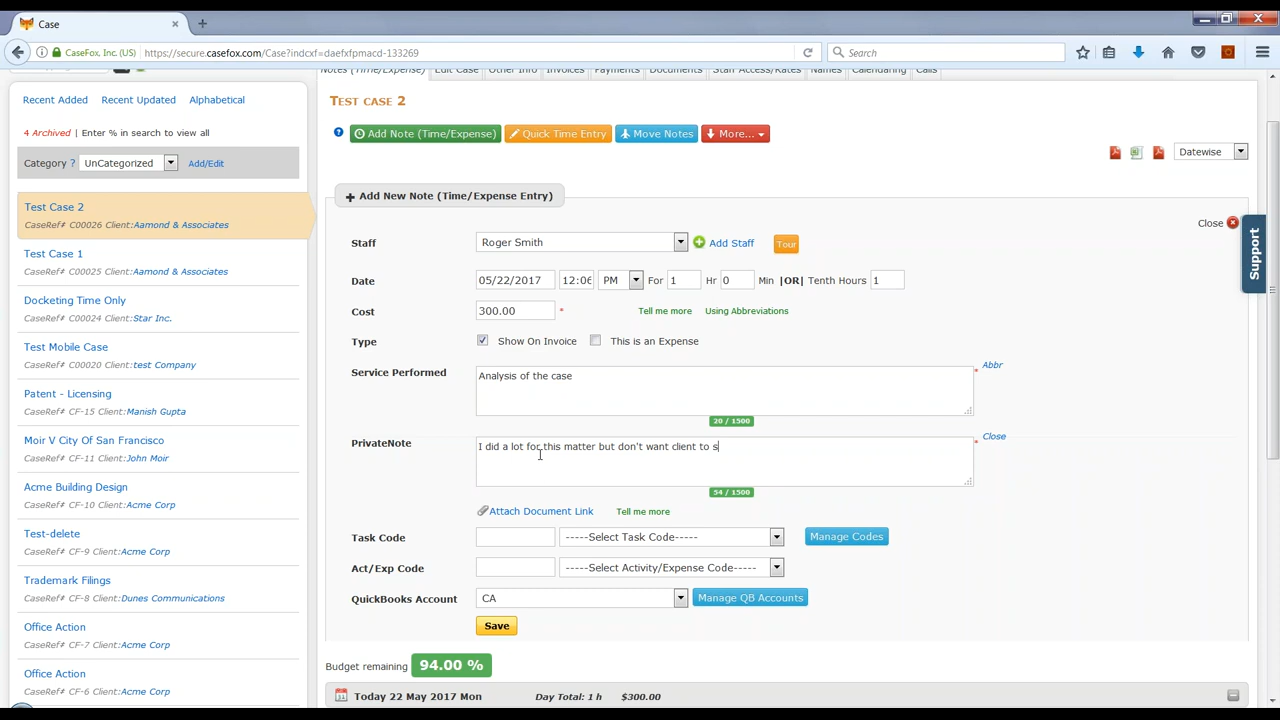 Case
CaseFox, Inc. (US) https://secure.casefox.com/Case?indcxf=daefxfpmacd-133269 Search
Notes (Time/Expense) Edit Case Other Info Invoices Payments Documents Staff Access/Rates Names Calendaring Calls
Recent Added Recent Updated Alphabetical
4 Archived | Enter % in search to view all
Category ? UnCategorized Add/Edit
Test Case 2
CaseRef# C00026 Client:Aamond & Associates
Test Case 1
CaseRef# C00025 Client:Aamond & Associates
Docketing Time Only
CaseRef# C00024 Client:Star Inc.
Test Mobile Case
CaseRef# C00020 Client:test Company
Patent - Licensing
CaseRef# CF-15 Client:Manish Gupta
Moir V City Of San Francisco
CaseRef# CF-11 Client:John Moir
Acme Building Design
CaseRef# CF-10 Client:Acme Corp
Test-delete
CaseRef# CF-9 Client:Acme Corp
Trademark Filings
CaseRef# CF-8 Client:Dunes Communications
Office Action
CaseRef# CF-7 Client:Acme Corp
Office Action
CaseRef# CF-6 Client:Acme Corp
TEST CASE 2
? Add Note (Time/Expense) Quick Time Entry Move Notes More...
Datewise
Add New Note (Time/Expense Entry)
Close
Staff Roger Smith Add Staff Tour
Date 05/22/2017 12:06 PM For 1 Hr 0 Min |OR| Tenth Hours 1
Cost 300.00 * Tell me more Using Abbreviations
Type Show On Invoice This is an Expense
Service Performed Analysis of the case * Abbr
20 / 1500
PrivateNote I did a lot for this matter but don't want client to s * Close
54 / 1500
Attach Document Link Tell me more
Task Code -----Select Task Code----- Manage Codes
Act/Exp Code -----Select Activity/Expense Code----- 
QuickBooks Account CA Manage QB Accounts
Save
Budget remaining 94.00 %
Today 22 May 2017 Mon Day Total: 1 h $300.00
Support